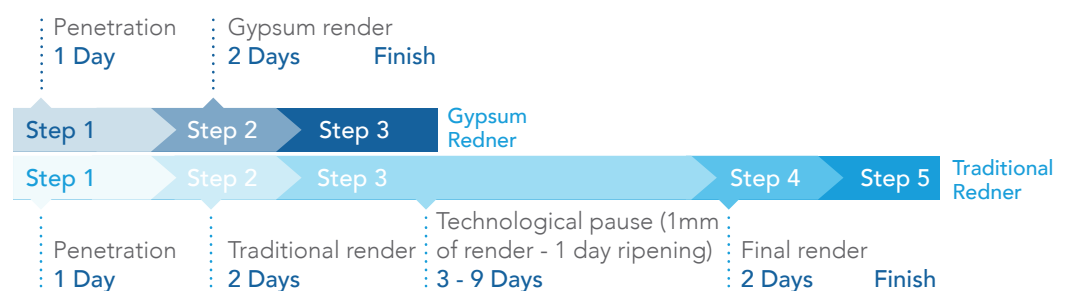 Penetration
1 Day
Gypsum render
2 Days Finish
Step 1 Step 2 Step 3
Gypsum
Redner
Step 1 Step 2 Step 3 Step 4 Step 5
Traditional
Redner
Penetration
1 Day
Traditional render
2 Days
Technological pause (1mm
of render - 1 day ripening)
3 - 9 Days
Final render
2 Days Finish